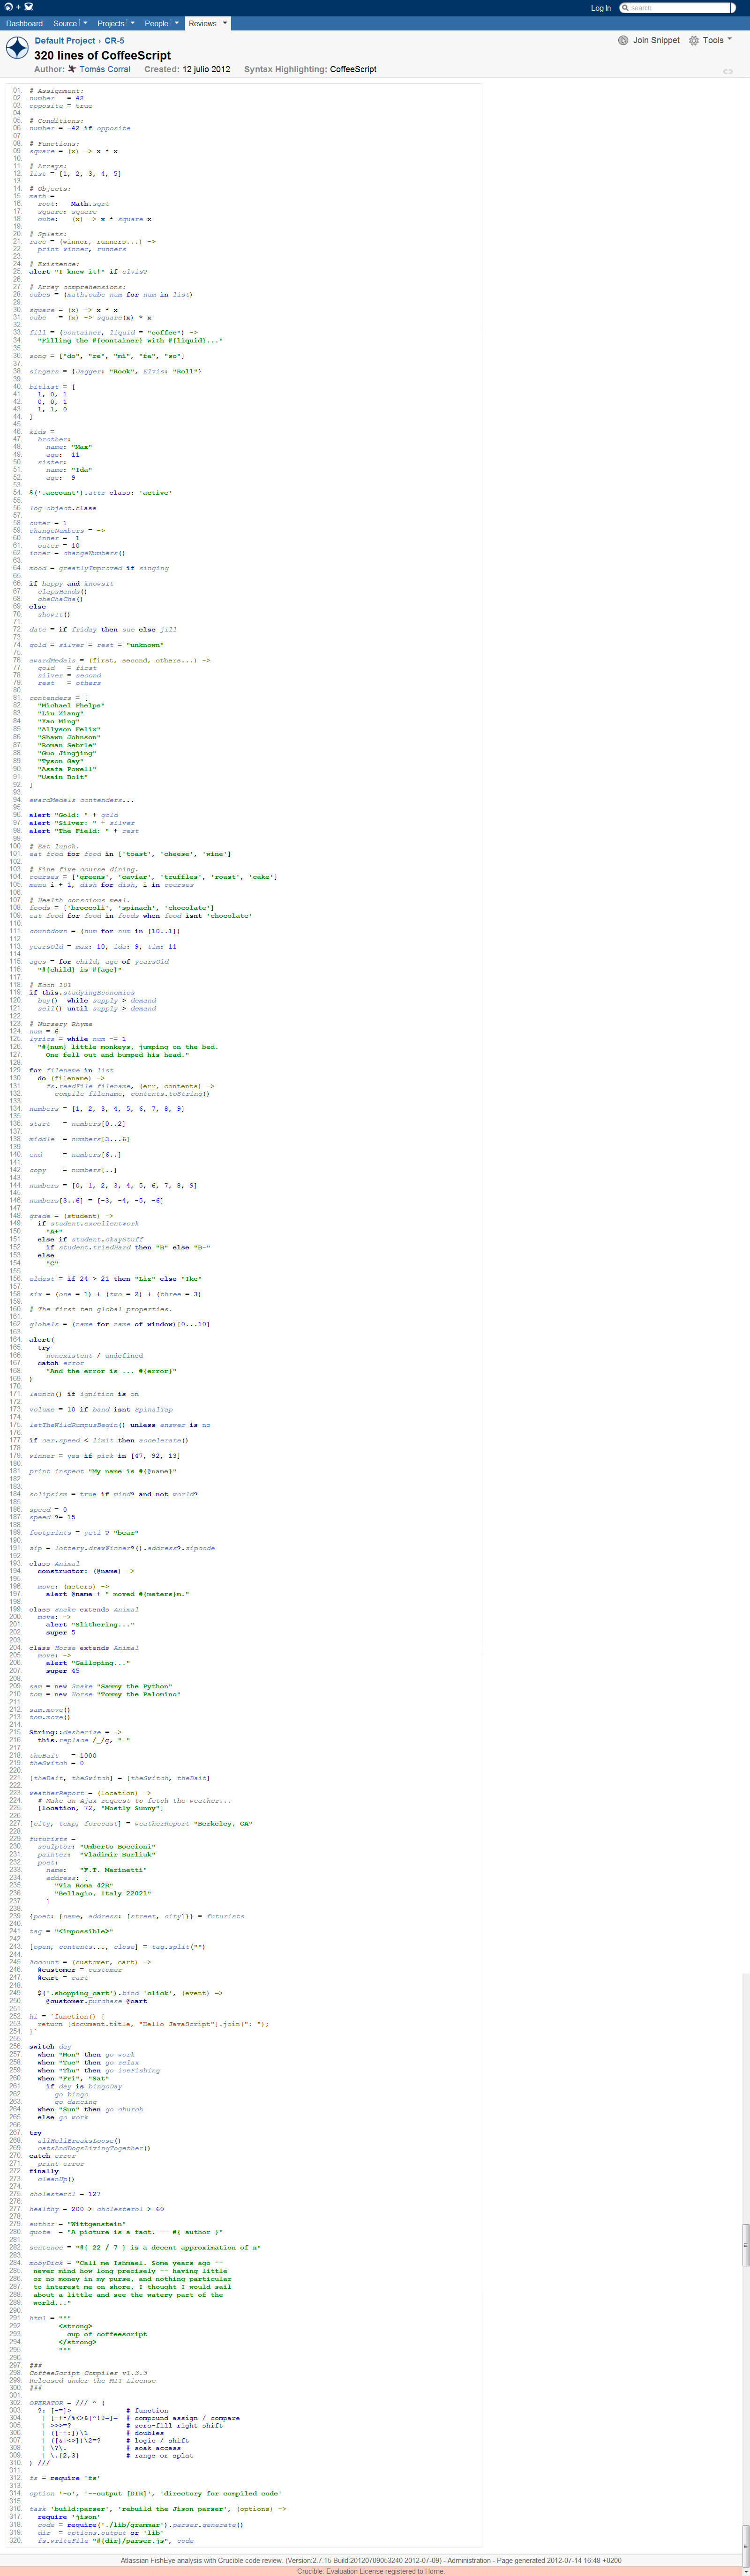 Log In
search
Dashboard Source Projects People Reviews
Default Project › CR-5
Join Snippet Tools
320 lines of CoffeeScript
Author: Tomás Corral Created: 12 julio 2012 Syntax Highlighting: CoffeeScript
01. # Assignment:
02. number   = 42
03. opposite = true
04.
05. # Conditions:
06. number = -42 if opposite
07.
08. # Functions:
09. square = (x) -> x * x
10.
11. # Arrays:
12. list = [1, 2, 3, 4, 5]
13.
14. # Objects:
15. math =
16.   root:   Math.sqrt
17.   square: square
18.   cube:   (x) -> x * square x
19.
20. # Splats:
21. race = (winner, runners...) ->
22.   print winner, runners
23.
24. # Existence:
25. alert "I knew it!" if elvis?
26.
27. # Array comprehensions:
28. cubes = (math.cube num for num in list)
29.
30. square = (x) -> x * x
31. cube   = (x) -> square(x) * x
32.
33. fill = (container, liquid = "coffee") ->
34.   "Filling the #{container} with #{liquid}..."
35.
36. song = ["do", "re", "mi", "fa", "so"]
37.
38. singers = {Jagger: "Rock", Elvis: "Roll"}
39.
40. bitlist = [
41.   1, 0, 1
42.   0, 0, 1
43.   1, 1, 0
44. ]
45.
46. kids =
47.   brother:
48.     name: "Max"
49.     age:  11
50.   sister:
51.     name: "Ida"
52.     age:  9
53.
54. $('.account').attr class: 'active'
55.
56. log object.class
57.
58. outer = 1
59. changeNumbers = ->
60.   inner = -1
61.   outer = 10
62. inner = changeNumbers()
63.
64. mood = greatlyImproved if singing
65.
66. if happy and knowsIt
67.   clapsHands()
68.   chaChaCha()
69. else
70.   showIt()
71.
72. date = if friday then sue else jill
73.
74. gold = silver = rest = "unknown"
75.
76. awardMedals = (first, second, others...) ->
77.   gold   = first
78.   silver = second
79.   rest   = others
80.
81. contenders = [
82.   "Michael Phelps"
83.   "Liu Xiang"
84.   "Yao Ming"
85.   "Allyson Felix"
86.   "Shawn Johnson"
87.   "Roman Sebrle"
88.   "Guo Jingjing"
89.   "Tyson Gay"
90.   "Asafa Powell"
91.   "Usain Bolt"
92. ]
93.
94. awardMedals contenders...
95.
96. alert "Gold: " + gold
97. alert "Silver: " + silver
98. alert "The Field: " + rest
99.
100. # Eat lunch.
101. eat food for food in ['toast', 'cheese', 'wine']
102.
103. # Fine five course dining.
104. courses = ['greens', 'caviar', 'truffles', 'roast', 'cake']
105. menu i + 1, dish for dish, i in courses
106.
107. # Health conscious meal.
108. foods = ['broccoli', 'spinach', 'chocolate']
109. eat food for food in foods when food isnt 'chocolate'
110.
111. countdown = (num for num in [10..1])
112.
113. yearsOld = max: 10, ida: 9, tim: 11
114.
115. ages = for child, age of yearsOld
116.   "#{child} is #{age}"
117.
118. # Econ 101
119. if this.studyingEconomics
120.   buy()  while supply > demand
121.   sell() until supply > demand
122.
123. # Nursery Rhyme
124. num = 6
125. lyrics = while num -= 1
126.   "#{num} little monkeys, jumping on the bed.
127.     One fell out and bumped his head."
128.
129. for filename in list
130.   do (filename) ->
131.     fs.readFile filename, (err, contents) ->
132.       compile filename, contents.toString()
133.
134. numbers = [1, 2, 3, 4, 5, 6, 7, 8, 9]
135.
136. start   = numbers[0..2]
137.
138. middle  = numbers[3...6]
139.
140. end     = numbers[6..]
141.
142. copy    = numbers[..]
143.
144. numbers = [0, 1, 2, 3, 4, 5, 6, 7, 8, 9]
145.
146. numbers[3..6] = [-3, -4, -5, -6]
147.
148. grade = (student) ->
149.   if student.excellentWork
150.     "A+"
151.   else if student.okayStuff
152.     if student.triedHard then "B" else "B-"
153.   else
154.     "C"
155.
156. eldest = if 24 > 21 then "Liz" else "Ike"
157.
158. six = (one = 1) + (two = 2) + (three = 3)
159.
160. # The first ten global properties.
161.
162. globals = (name for name of window)[0...10]
163.
164. alert(
165.   try
166.     nonexistent / undefined
167.   catch error
168.     "And the error is ... #{error}"
169. )
170.
171. launch() if ignition is on
172.
173. volume = 10 if band isnt SpinalTap
174.
175. letTheWildRumpusBegin() unless answer is no
176.
177. if car.speed < limit then accelerate()
178.
179. winner = yes if pick in [47, 92, 13]
180.
181. print inspect "My name is #{@name}"
182.
183.
184. solipsism = true if mind? and not world?
185.
186. speed = 0
187. speed ?= 15
188.
189. footprints = yeti ? "bear"
190.
191. zip = lottery.drawWinner?().address?.zipcode
192.
193. class Animal
194.   constructor: (@name) ->
195.
196.   move: (meters) ->
197.     alert @name + " moved #{meters}m."
198.
199. class Snake extends Animal
200.   move: ->
201.     alert "Slithering..."
202.     super 5
203.
204. class Horse extends Animal
205.   move: ->
206.     alert "Galloping..."
207.     super 45
208.
209. sam = new Snake "Sammy the Python"
210. tom = new Horse "Tommy the Palomino"
211.
212. sam.move()
213. tom.move()
214.
215. String::dasherize = ->
216.   this.replace /_/g, "-"
217.
218. theBait   = 1000
219. theSwitch = 0
220.
221. [theBait, theSwitch] = [theSwitch, theBait]
222.
223. weatherReport = (location) ->
224.   # Make an Ajax request to fetch the weather...
225.   [location, 72, "Mostly Sunny"]
226.
227. [city, temp, forecast] = weatherReport "Berkeley, CA"
228.
229. futurists =
230.   sculptor: "Umberto Boccioni"
231.   painter:  "Vladimir Burliuk"
232.   poet:
233.     name:   "F.T. Marinetti"
234.     address: [
235.       "Via Roma 42R"
236.       "Bellagio, Italy 22021"
237.     ]
238.
239. {poet: {name, address: [street, city]}} = futurists
240.
241. tag = "<impossible>"
242.
243. [open, contents..., close] = tag.split("")
244.
245. Account = (customer, cart) ->
246.   @customer = customer
247.   @cart = cart
248.
249.   $('.shopping_cart').bind 'click', (event) =>
250.     @customer.purchase @cart
251.
252. hi = `function() {
253.   return [document.title, "Hello JavaScript"].join(": ");
254. }`
255.
256. switch day
257.   when "Mon" then go work
258.   when "Tue" then go relax
259.   when "Thu" then go iceFishing
260.   when "Fri", "Sat"
261.     if day is bingoDay
262.       go bingo
263.       go dancing
264.   when "Sun" then go church
265.   else go work
266.
267. try
268.   allHellBreaksLoose()
269.   catsAndDogsLivingTogether()
270. catch error
271.   print error
272. finally
273.   cleanUp()
274.
275. cholesterol = 127
276.
277. healthy = 200 > cholesterol > 60
278.
279. author = "Wittgenstein"
280. quote  = "A picture is a fact. -- #{ author }"
281.
282. sentence = "#{ 22 / 7 } is a decent approximation of π"
283.
284. mobyDick = "Call me Ishmael. Some years ago --
285.  never mind how long precisely -- having little
286.  or no money in my purse, and nothing particular
287.  to interest me on shore, I thought I would sail
288.  about a little and see the watery part of the
289.  world..."
290.
291. html = """
292.        <strong>
293.          cup of coffeescript
294.        </strong>
295.        """
296.
297. ###
298. CoffeeScript Compiler v1.3.3
299. Released under the MIT License
300. ###
301.
302. OPERATOR = /// ^ (
303.   ?: [-=]>             # function
304.    | [-+*/%<>&|^!?=]=  # compound assign / compare
305.    | >>>=?             # zero-fill right shift
306.    | ([-+:])\1         # doubles
307.    | ([&|<>])\2=?      # logic / shift
308.    | \?\.              # soak access
309.    | \.{2,3}           # range or splat
310. ) ///
311.
312. fs = require 'fs'
313.
314. option '-o', '--output [DIR]', 'directory for compiled code'
315.
316. task 'build:parser', 'rebuild the Jison parser', (options) ->
317.   require 'jison'
318.   code = require('./lib/grammar').parser.generate()
319.   dir  = options.output or 'lib'
320.   fs.writeFile "#{dir}/parser.js", code
Atlassian FishEye analysis with Crucible code review. (Version:2.7.15 Build:20120709053240 2012-07-09) - Administration - Page generated 2012-07-14 16:48 +0200
Crucible: Evaluation License registered to Home.